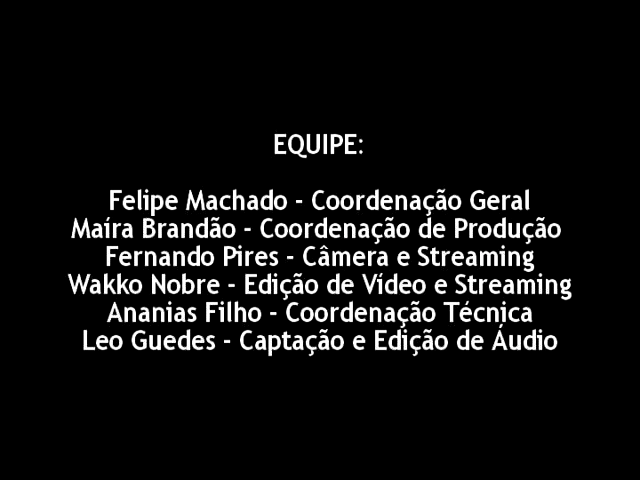 EQUIPE:
Felipe Machado - Coordenação Geral
Maíra Brandão - Coordenação de Produção
Fernando Pires - Câmera e Streaming
Wakko Nobre - Edição de Vídeo e Streaming
Ananias Filho - Coordenação Técnica
Leo Guedes - Captação e Edição de Áudio